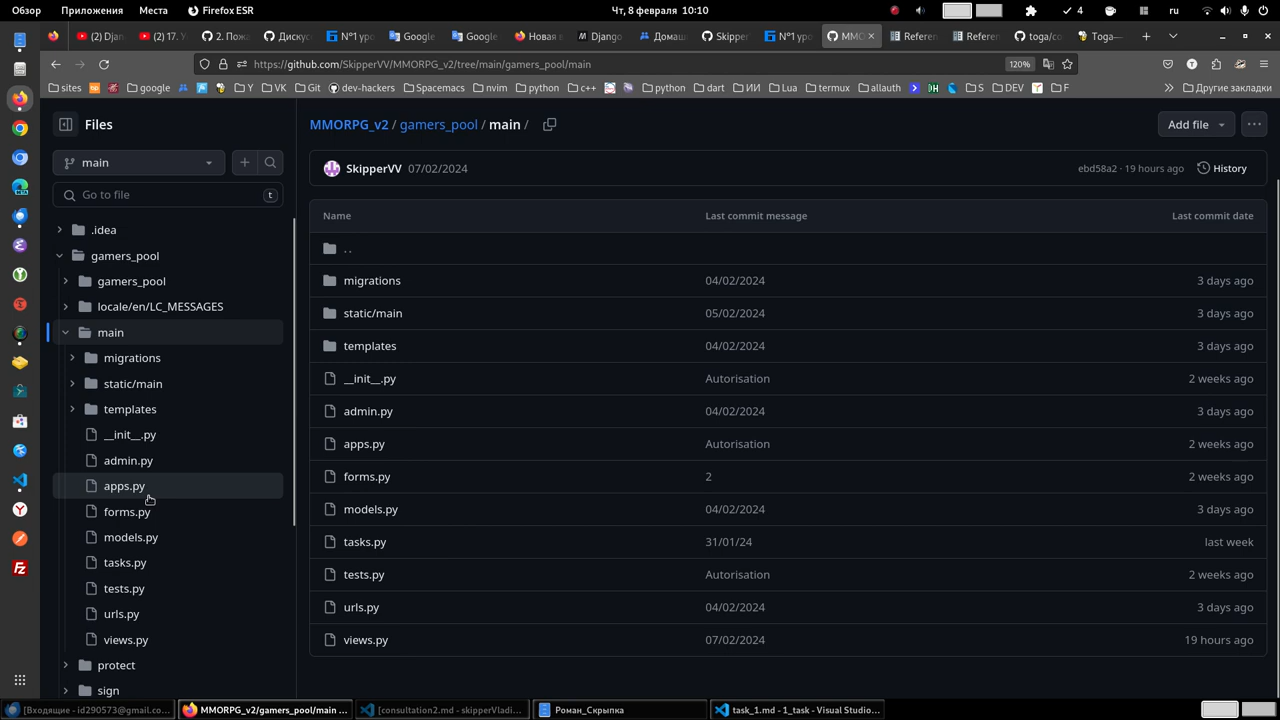 Обзор Приложения Места Firefox ESR Чт, 8 февраля 10:10 4 ru
(2) Djan (2) 17. У 2. Пож Дискус №1 уро Google Google Новая в Django Домаш Skipper №1 уро MMO Referen Referen toga/cc Toga—
https://github.com/SkipperVV/MMORPG_v2/tree/main/gamers_pool/main 120%
sites google Y VK Git dev-hackers Spacemacs nvim python c++ python dart ИИ Lua termux allauth S DEV F Другие закладки
Files
MMORPG_v2 / gamers_pool / main /
Add file
main
SkipperVV 07/02/2024
ebd58a2 · 19 hours ago History
Go to file t
Name Last commit message Last commit date
..
migrations 04/02/2024 3 days ago
static/main 05/02/2024 3 days ago
templates 04/02/2024 3 days ago
__init__.py Autorisation 2 weeks ago
admin.py 04/02/2024 3 days ago
apps.py Autorisation 2 weeks ago
forms.py 2 2 weeks ago
models.py 04/02/2024 3 days ago
tasks.py 31/01/24 last week
tests.py Autorisation 2 weeks ago
urls.py 04/02/2024 3 days ago
views.py 07/02/2024 19 hours ago
.idea
gamers_pool
gamers_pool
locale/en/LC_MESSAGES
main
migrations
static/main
templates
__init__.py
admin.py
apps.py
forms.py
models.py
tasks.py
tests.py
urls.py
views.py
protect
sign
[Входящие - id290573@gmail.co... MMORPG_v2/gamers_pool/main ... [consultation2.md - skipperVladi... Роман_Скрыпка task_1.md - 1_task - Visual Studio...